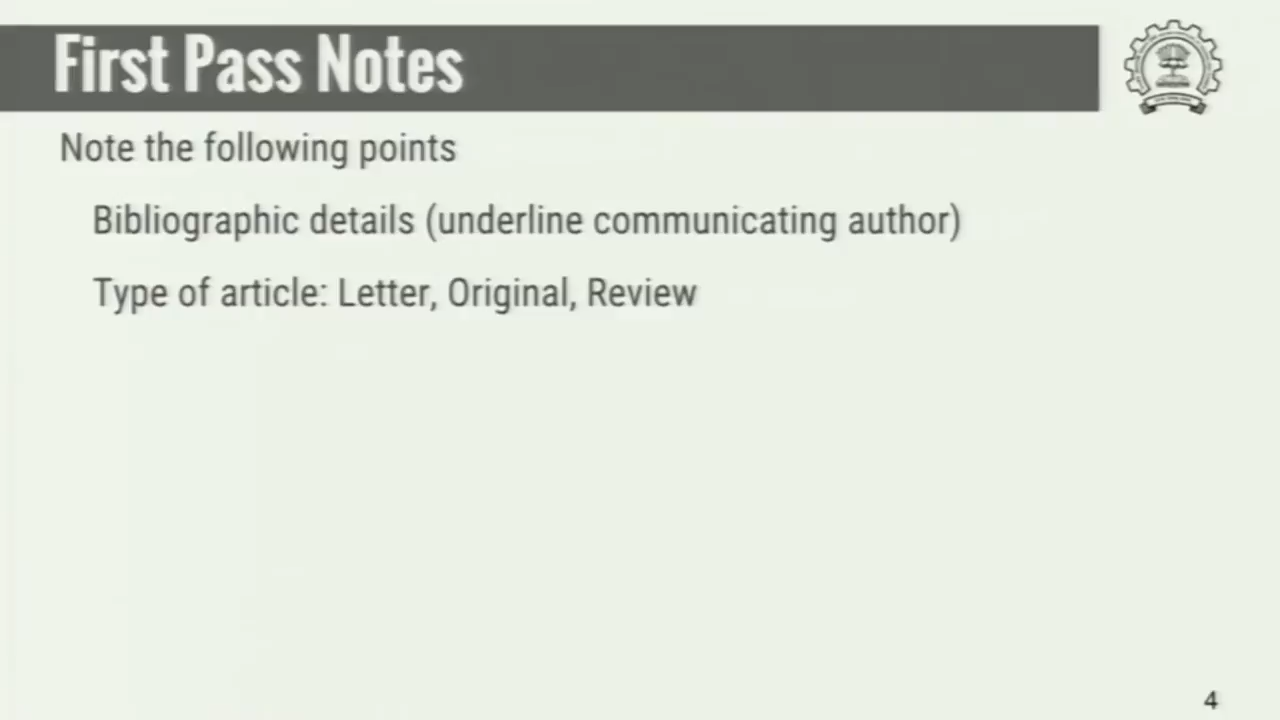 First Pass Notes
Note the following points
Bibliographic details (underline communicating author)
Type of article: Letter, Original, Review
4